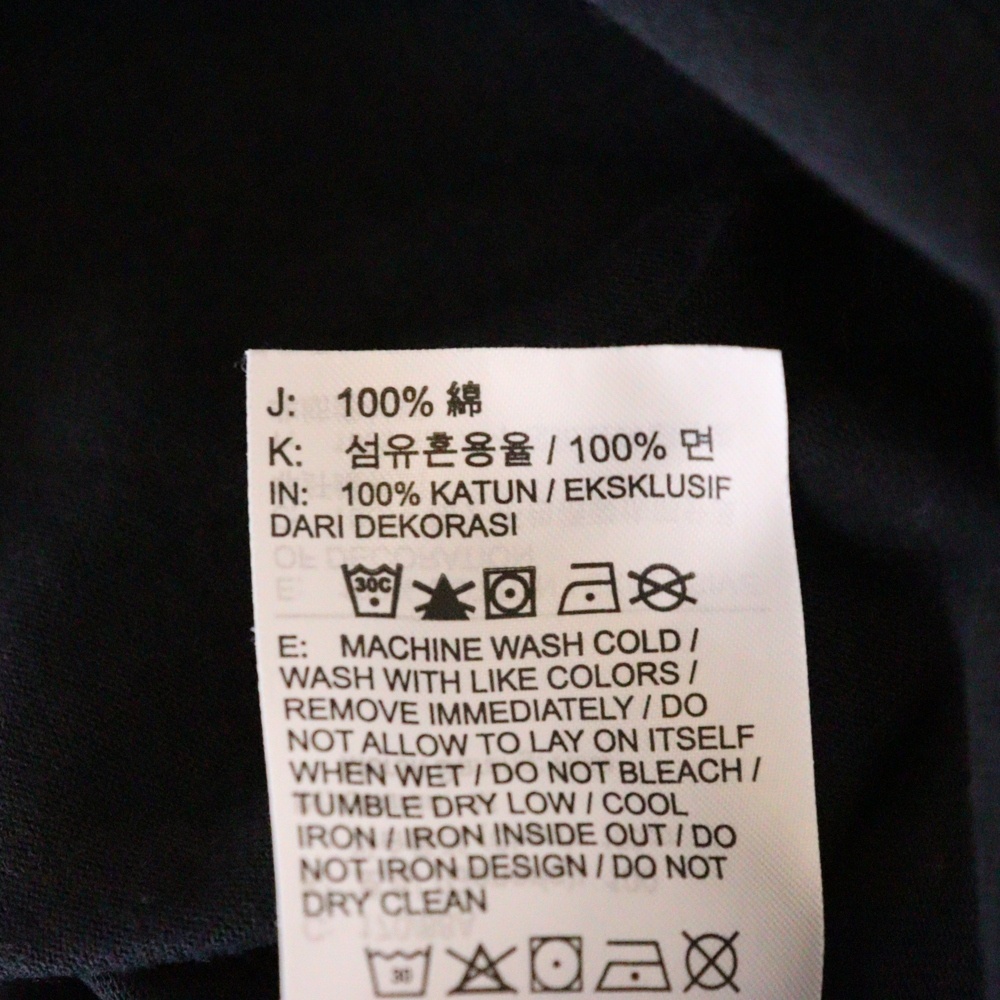 J: 100% 綿
K: 섬유혼용율 / 100% 면
IN: 100% KATUN / EKSKLUSIF
DARI DEKORASI
30C
E: MACHINE WASH COLD /
WASH WITH LIKE COLORS /
REMOVE IMMEDIATELY / DO
NOT ALLOW TO LAY ON ITSELF
WHEN WET / DO NOT BLEACH /
TUMBLE DRY LOW / COOL
IRON / IRON INSIDE OUT / DO
NOT IRON DESIGN / DO NOT
DRY CLEAN
30